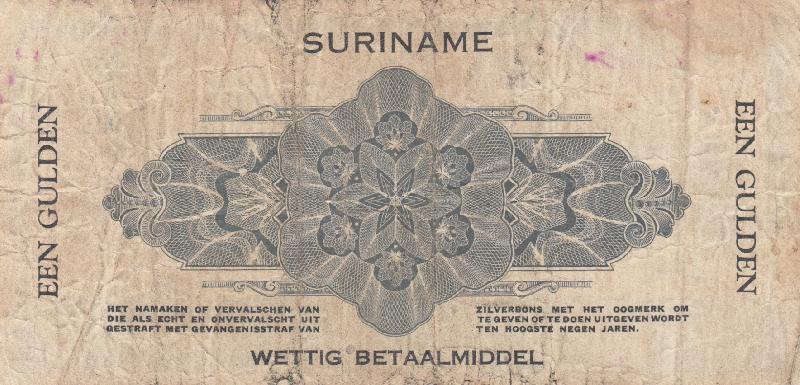 SURINAME
EEN GULDEN
EEN GULDEN
HET NAMAKEN OF VERVALSCHEN VAN
DIE ALS ECHT EN ONVERVALSCHT UIT
GESTRAFT MET GEVANGENISSTRAF VAN
ZILVERBONS MET HET OOGMERK OM
TE GEVEN OF TE DOEN UITGEVEN WORDT
TEN HOOGSTE NEGEN JAREN.
WETTIG BETAALMIDDEL